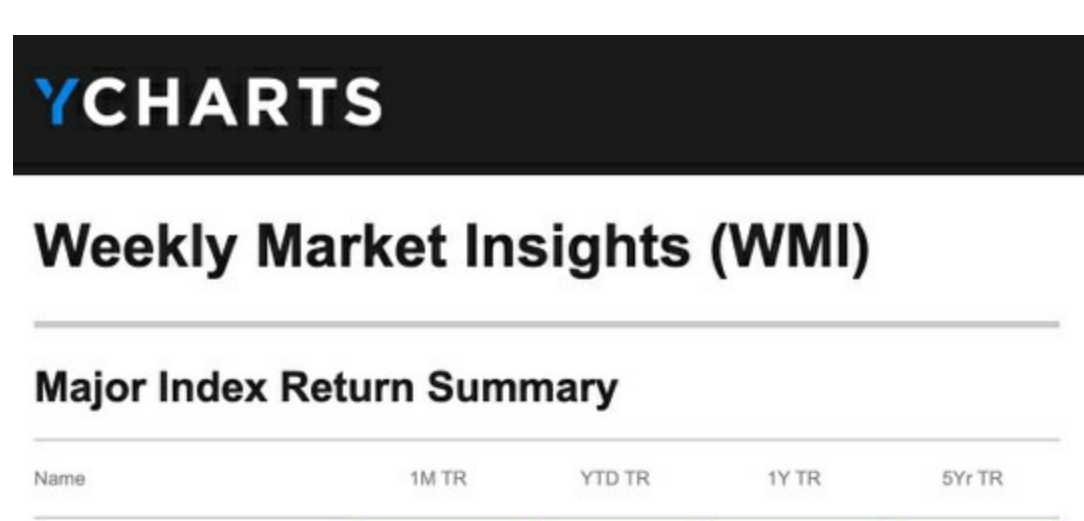 YCHARTS
Weekly Market Insights (WMI)
Major Index Return Summary
Name 1M TR YTD TR 1Y TR 5Yr TR